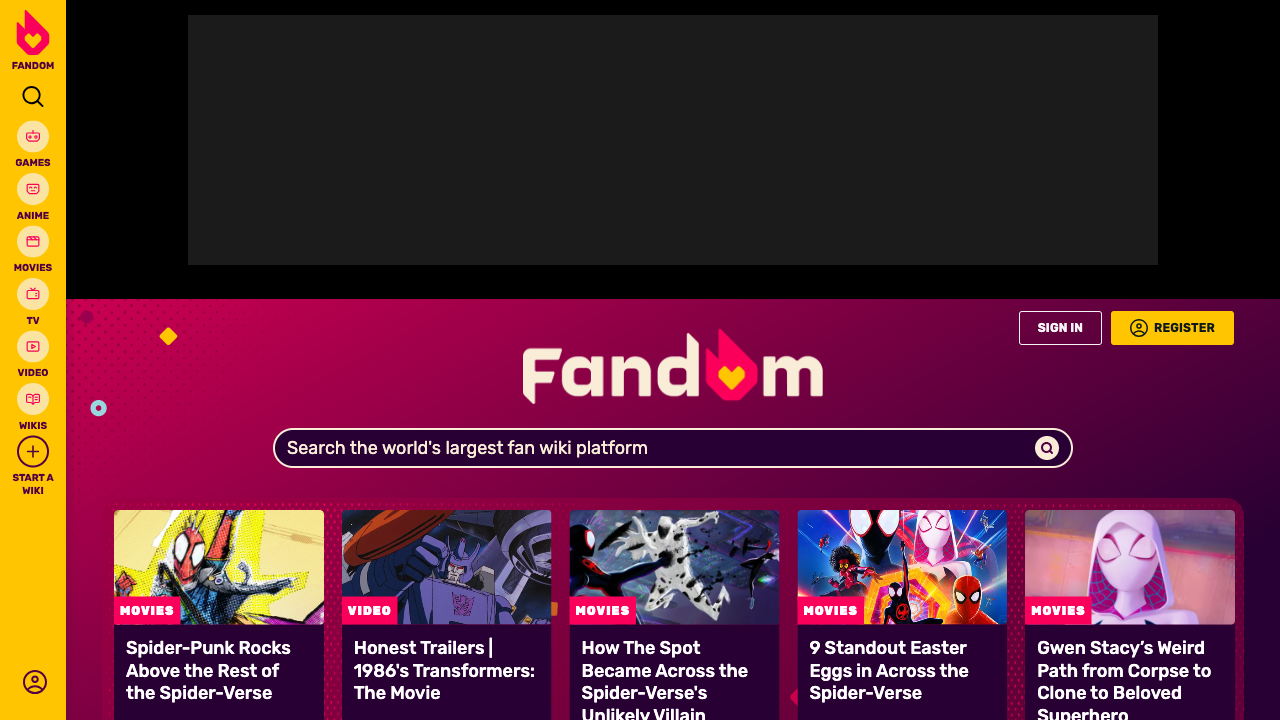 FANDOM
GAMES
ANIME
MOVIES
TV
VIDEO
WIKIS
START A
WIKI
SIGN IN
REGISTER
Fandom
Search the world's largest fan wiki platform
MOVIES
Spider-Punk Rocks
Above the Rest of
the Spider-Verse
VIDEO
Honest Trailers |
1986's Transformers:
The Movie
MOVIES
How The Spot
Became Across the
Spider-Verse's
Unlikely Villain
MOVIES
9 Standout Easter
Eggs in Across the
Spider-Verse
MOVIES
Gwen Stacy’s Weird
Path from Corpse to
Clone to Beloved
Superhero